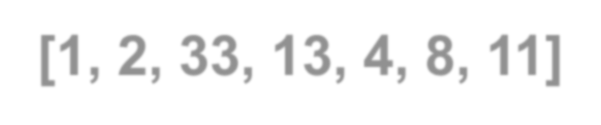 [1, 2, 33, 13, 4, 8, 11]